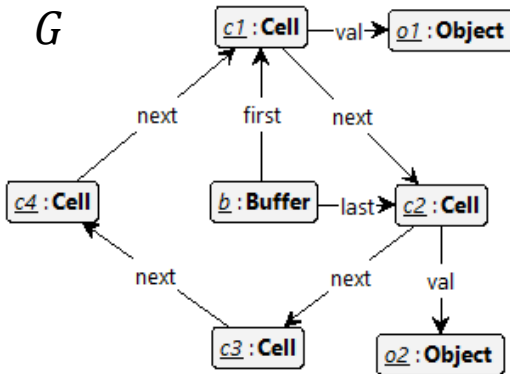 G
c1 : Cell
val
o1 : Object
next
first
next
c4 : Cell
b : Buffer
last
c2 : Cell
next
next
val
c3 : Cell
o2 : Object